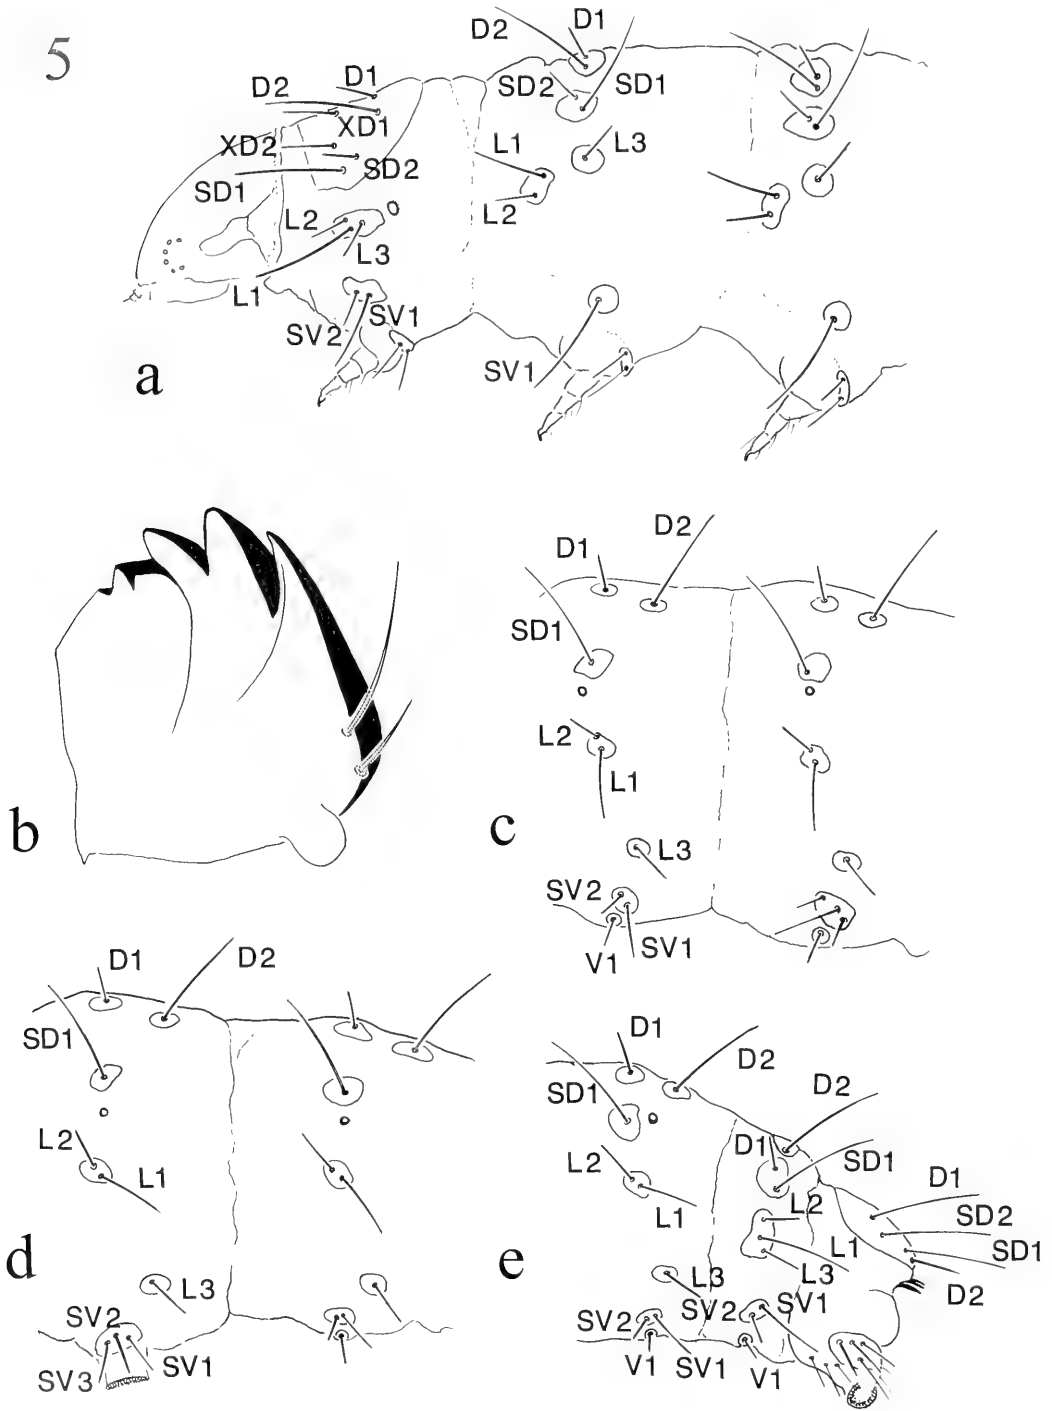 5
D2 D1
D2 D1 SD2 SD1
XD2 XD1 L1 L3
SD1 SD2
L2 L3 L2
L1
SV2 SV1 SV1
a
D1 D2
SD1
L2
L1
b
c
L3
SV2
V1 SV1
D1 D2
SD1
L2
L1
d
L3
SV2
SV3 SV1
D1
D2
SD1 D2
D1
L2 SD1
D1
L1 L2 SD2
L1 SD1
e
L3 L3
D2
SV2 SV2 SV1
V1 SV1 V1